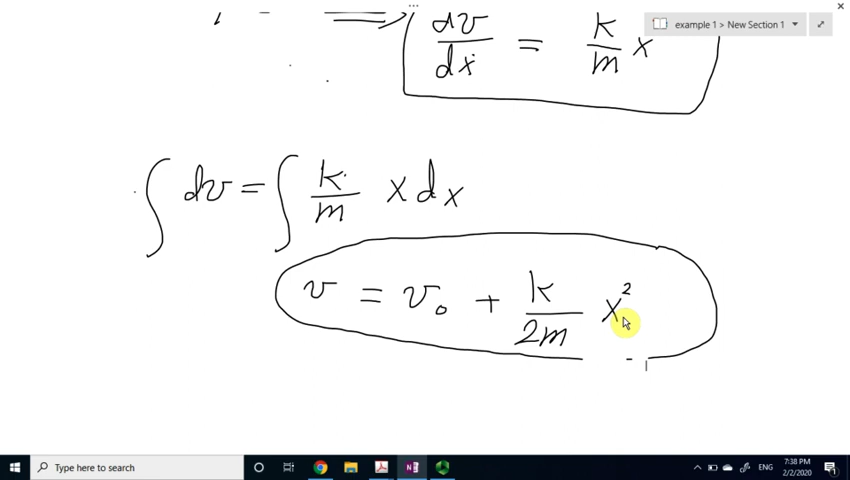 example 1 > New Section 1
dv/dx = k/m x
∫ dv = ∫ k/m x dx
v = v₀ + k/2m x²
Type here to search
ENG
7:38 PM
2/2/2020